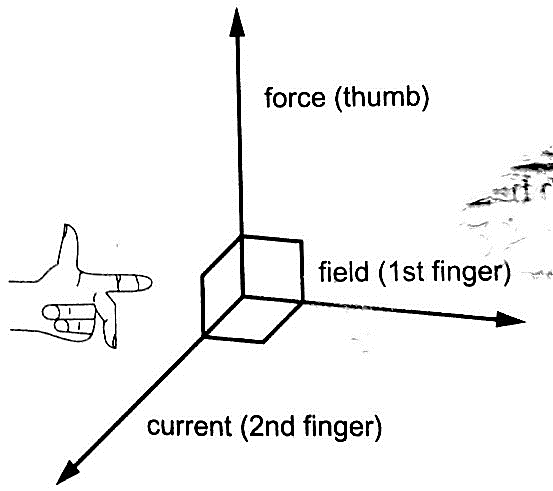 force (thumb)
field (1st finger)
current (2nd finger)